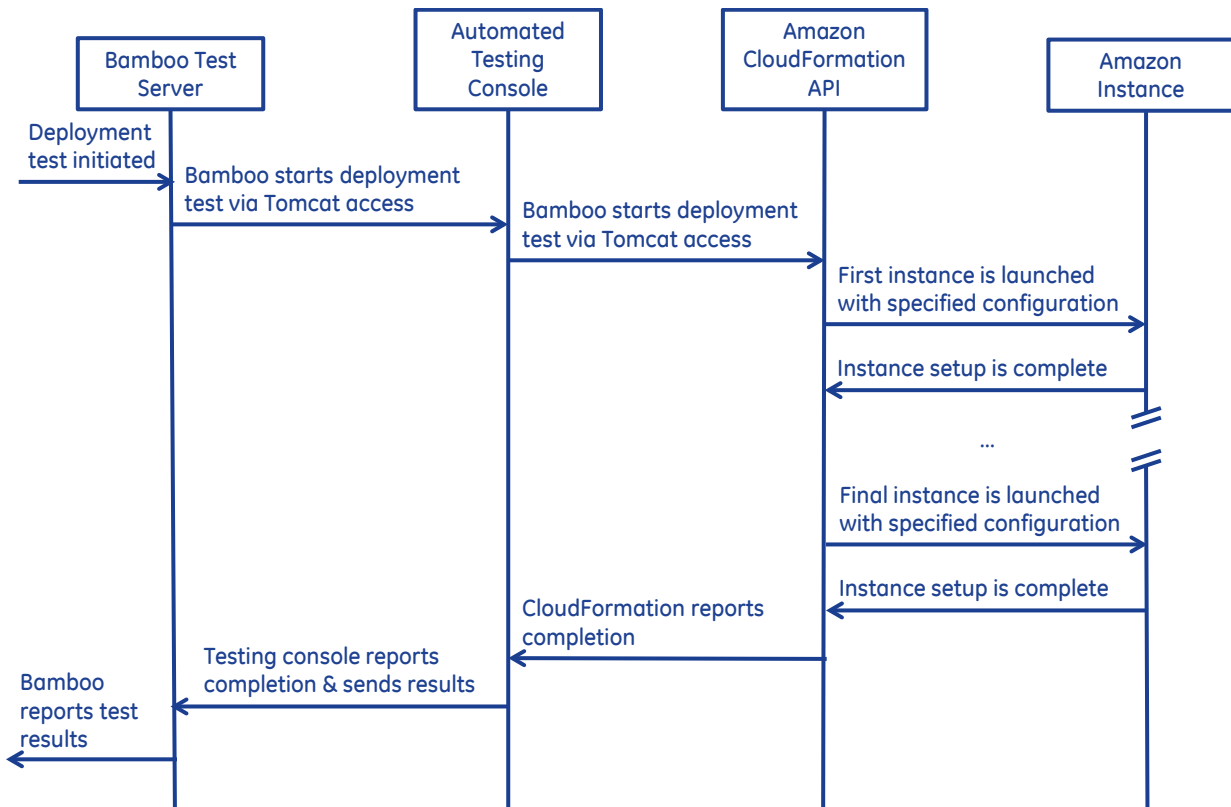 Bamboo Test
Server
Automated
Testing
Console
Amazon
CloudFormation
API
Amazon
Instance
Deployment
test initiated
Bamboo starts deployment
test via Tomcat access
Bamboo starts deployment
test via Tomcat access
First instance is launched
with specified configuration
Instance setup is complete
...
Final instance is launched
with specified configuration
Instance setup is complete
CloudFormation reports
completion
Testing console reports
completion & sends results
Bamboo
reports test
results